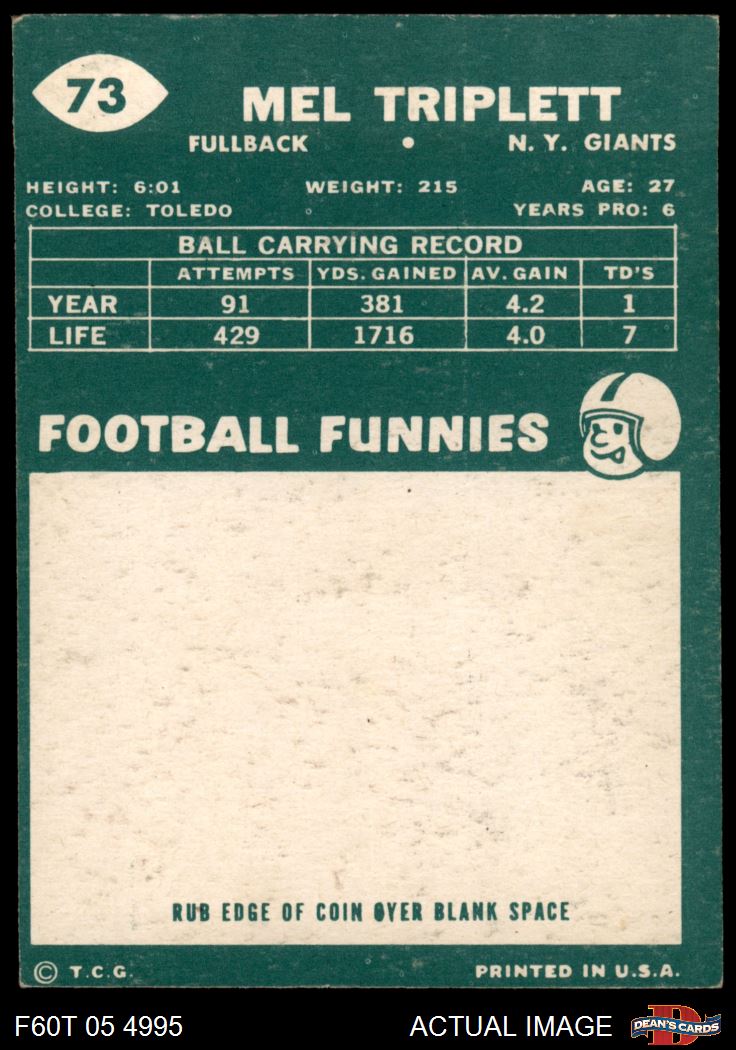 73
MEL TRIPLETT
FULLBACK • N. Y. GIANTS
HEIGHT: 6:01 WEIGHT: 215 AGE: 27
COLLEGE: TOLEDO YEARS PRO: 6
BALL CARRYING RECORD
ATTEMPTS YDS. GAINED AV. GAIN TD'S
YEAR 91 381 4.2 1
LIFE 429 1716 4.0 7
FOOTBALL FUNNIES
RUB EDGE OF COIN OVER BLANK SPACE
© T.C.G. PRINTED IN U.S.A.
F60T 05 4995 ACTUAL IMAGE DEAN'S CARDS